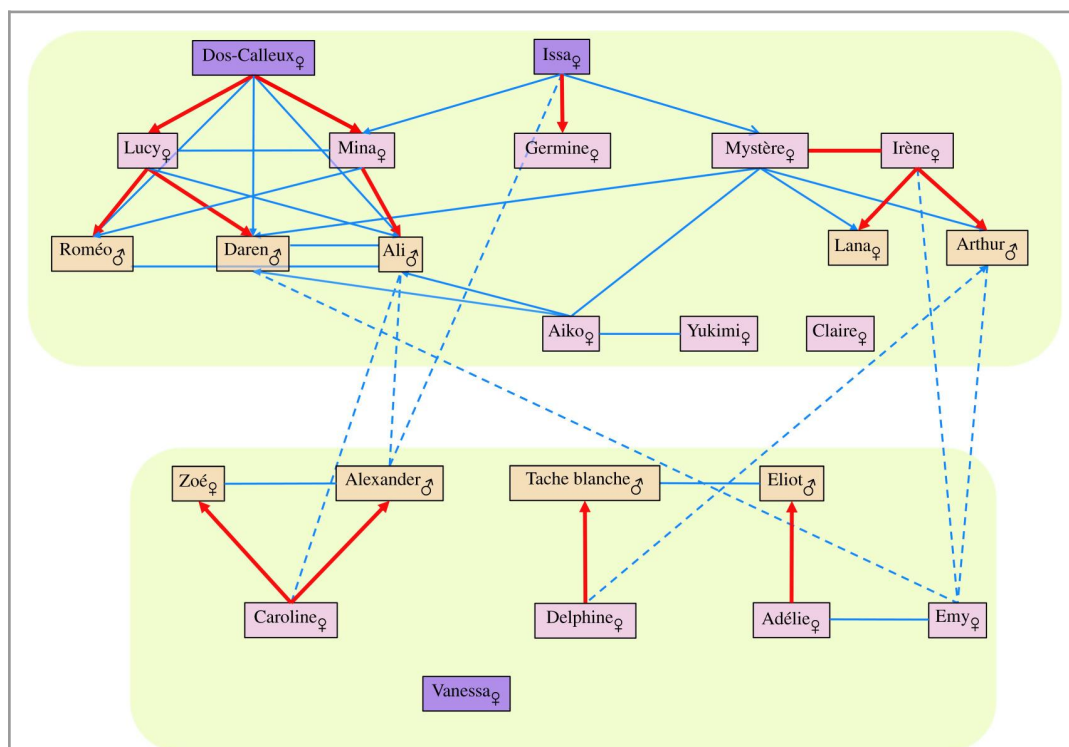 Dos-Calleux♀
Issa♀
Lucy♀
Mina♀
Germine♀
Mystère♀
Irène♀
Roméo♂
Daren♂
Ali♂
Lana♀
Arthur♂
Aiko♀
Yukimi♀
Claire♀
Zoé♀
Alexander♂
Tache blanche♂
Eliot♂
Caroline♀
Delphine♀
Adélie♀
Emy♀
Vanessa♀